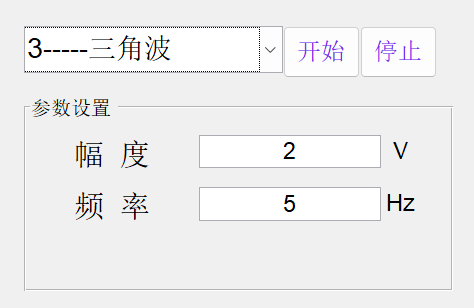 3-----三角波 开始 停止
参数设置
幅 度 2 V
频 率 5 Hz